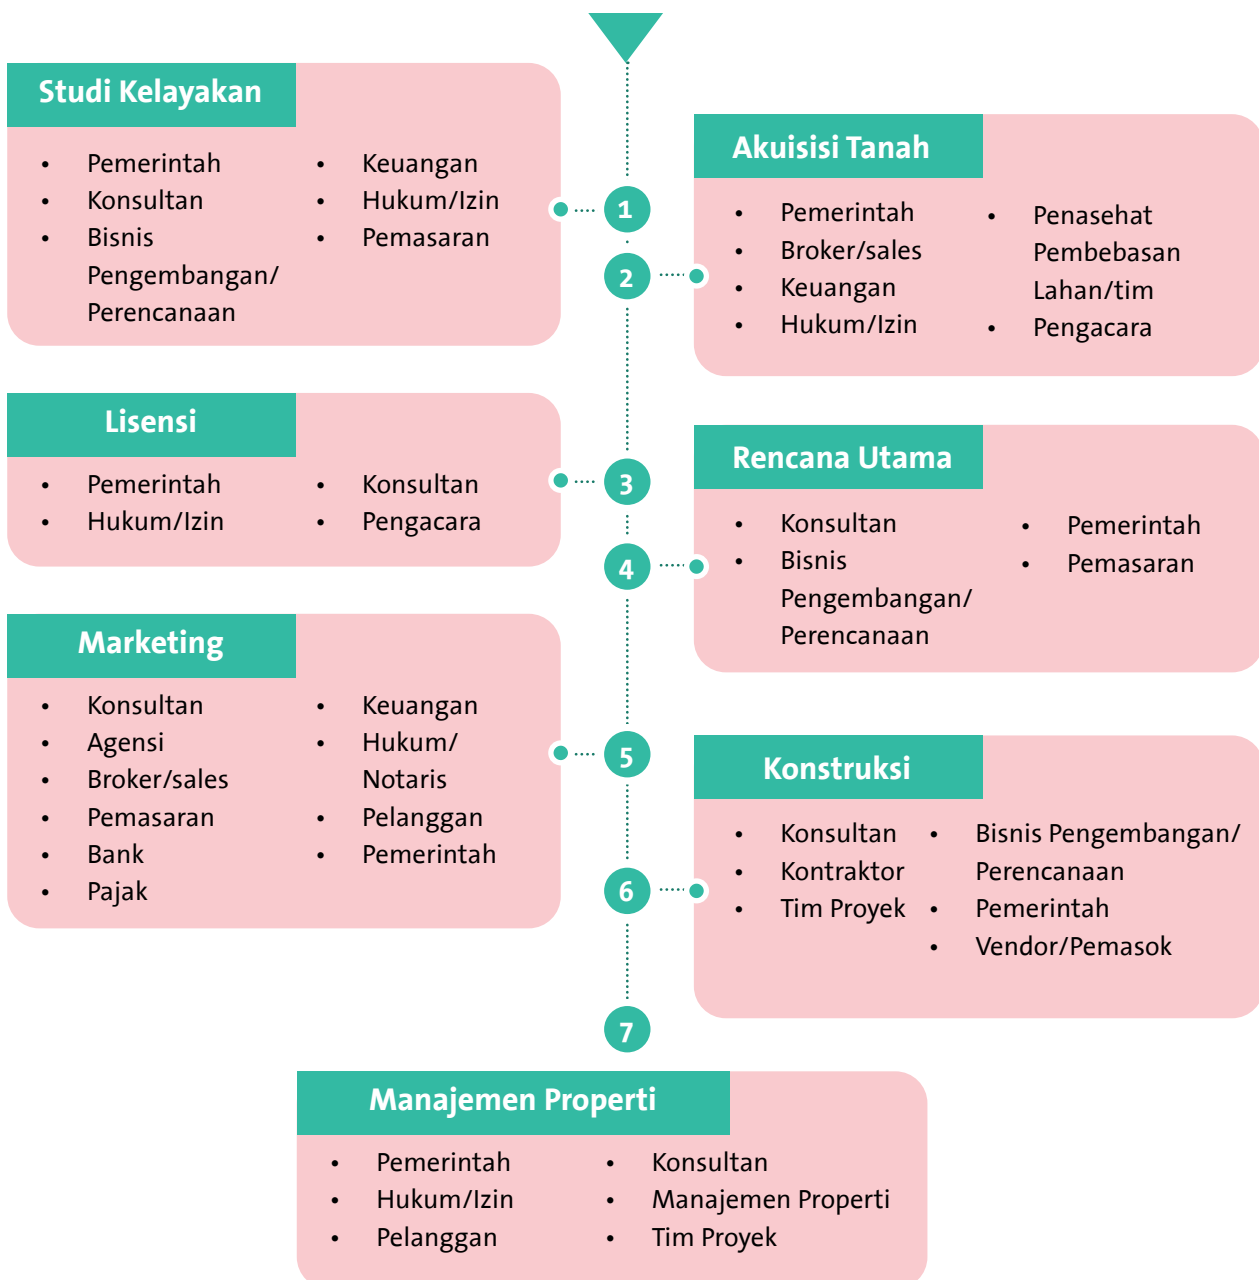 Studi Kelayakan
• Pemerintah
• Konsultan
• Bisnis
Pengembangan/
Perencanaan
• Keuangan
• Hukum/Izin
• Pemasaran
1
Akuisisi Tanah
• Pemerintah
• Broker/sales
• Keuangan
• Hukum/Izin
• Penasehat
Pembebasan
Lahan/tim
• Pengacara
2
Lisensi
• Pemerintah
• Hukum/Izin
• Konsultan
• Pengacara
3
Rencana Utama
• Konsultan
• Bisnis
Pengembangan/
Perencanaan
• Pemerintah
• Pemasaran
4
Marketing
• Konsultan
• Agensi
• Broker/sales
• Pemasaran
• Bank
• Pajak
• Keuangan
• Hukum/
Notaris
• Pelanggan
• Pemerintah
5
Konstruksi
• Konsultan
• Kontraktor
• Tim Proyek
• Bisnis Pengembangan/
Perencanaan
• Pemerintah
• Vendor/Pemasok
6
7
Manajemen Properti
• Pemerintah
• Hukum/Izin
• Pelanggan
• Konsultan
• Manajemen Properti
• Tim Proyek